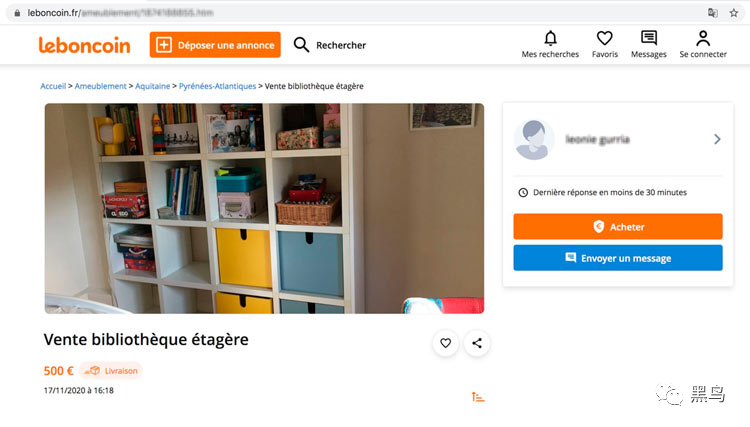 leboncoin.fr/
leboncoin
Déposer une annonce
Rechercher
Mes recherches
Favoris
Messages
Se connecter
Accueil > Ameublement > Aquitaine > Pyrénées-Atlantiques > Vente bibliothèque étagère
MONOPOLY
CLUEDO
Dernière réponse en moins de 30 minutes
Acheter
Envoyer un message
Vente bibliothèque étagère
500 €
Livraison
17/11/2020 à 16:18
黑鸟